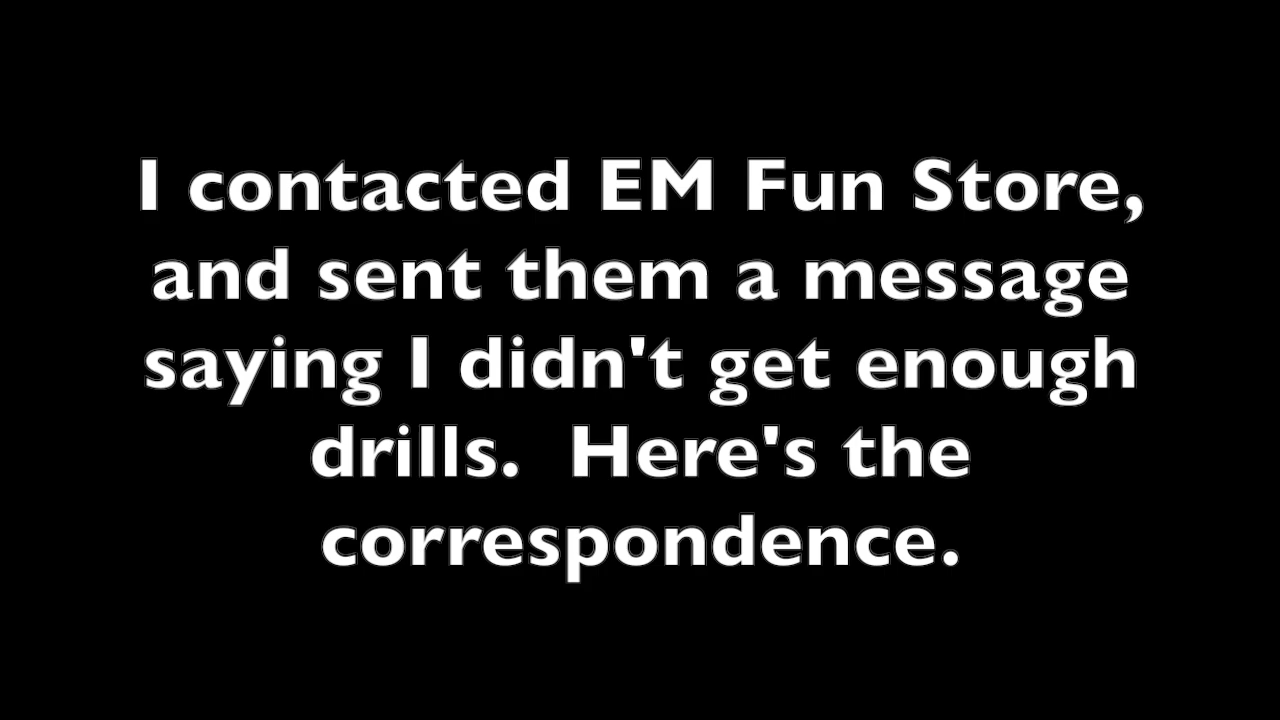 I contacted EM Fun Store,
and sent them a message
saying I didn't get enough
drills.  Here's the
correspondence.